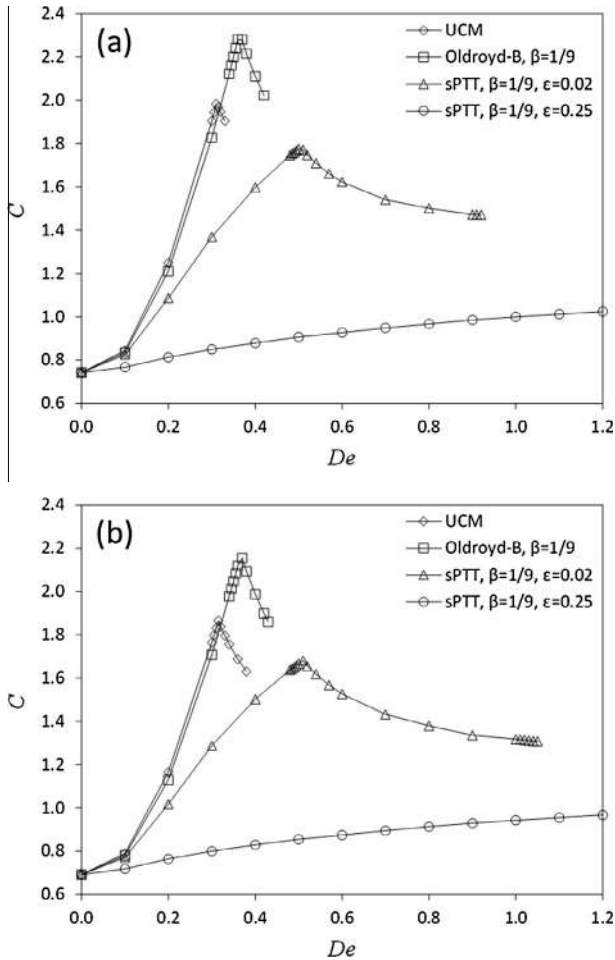 (a)
UCM
Oldroyd-B, β=1/9
sPTT, β=1/9, ε=0.02
sPTT, β=1/9, ε=0.25
2.4
2.2
2.0
1.8
1.6
1.4
1.2
1.0
0.8
0.6
C
0.0 0.2 0.4 0.6 0.8 1.0 1.2
De
(b)
UCM
Oldroyd-B, β=1/9
sPTT, β=1/9, ε=0.02
sPTT, β=1/9, ε=0.25
2.4
2.2
2.0
1.8
1.6
1.4
1.2
1.0
0.8
0.6
C
0.0 0.2 0.4 0.6 0.8 1.0 1.2
De